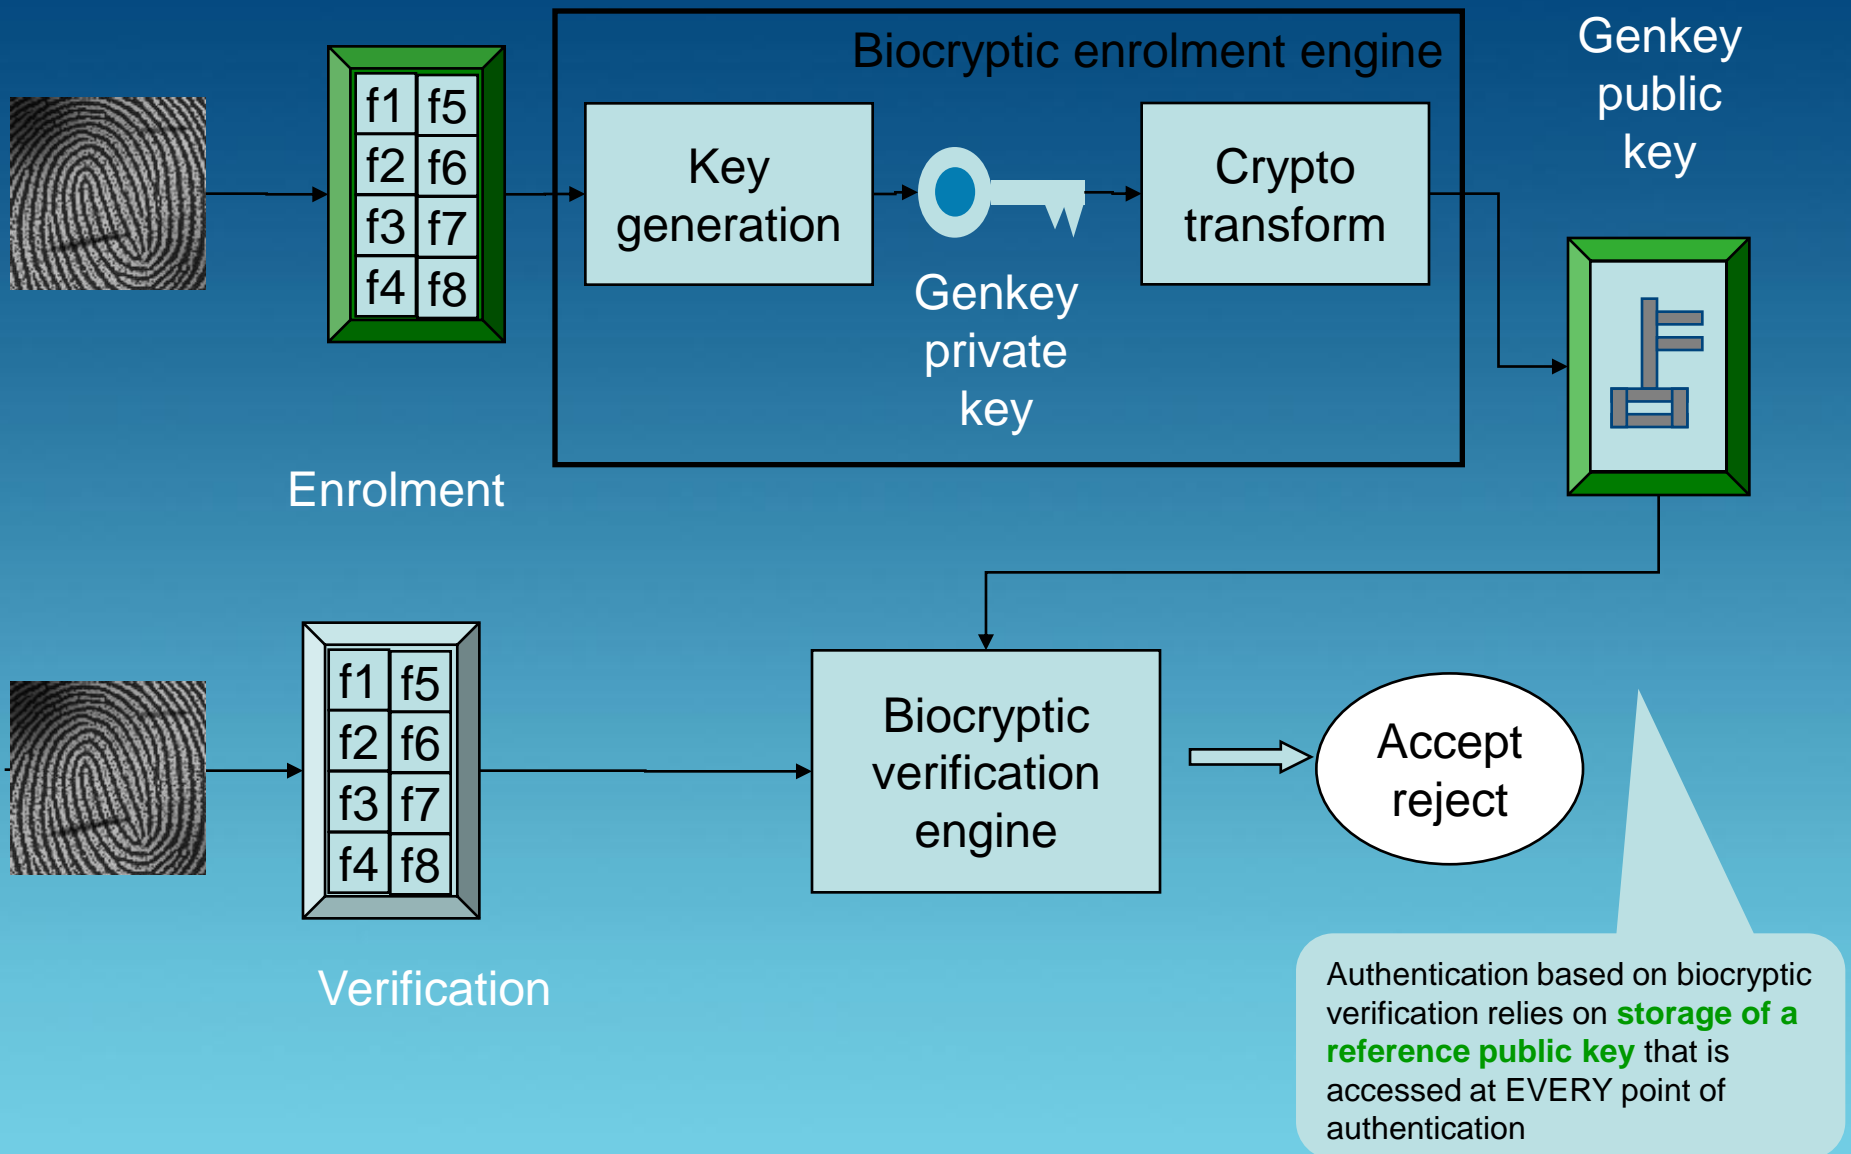 Biocryptic enrolment engine
Genkey
public
key
f1 f5
f2 f6
f3 f7
f4 f8
Key
generation
Crypto
transform
Genkey
private
key
Enrolment
f1 f5
f2 f6
f3 f7
f4 f8
Biocryptic
verification
engine
Accept
reject
Verification
Authentication based on biocryptic
verification relies on storage of a
reference public key that is
accessed at EVERY point of
authentication